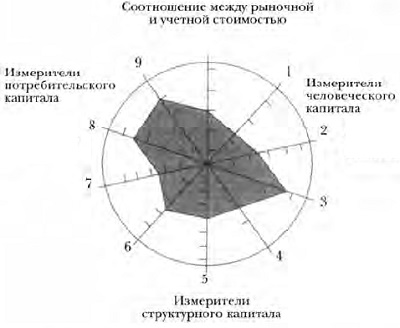 Соотношение между рыночной
и учетной стоимостью
Измерители
потребительского
капитала
9
1
Измерители
человеческого
капитала
8
2
7
3
6
4
5
Измерители
структурного капитала